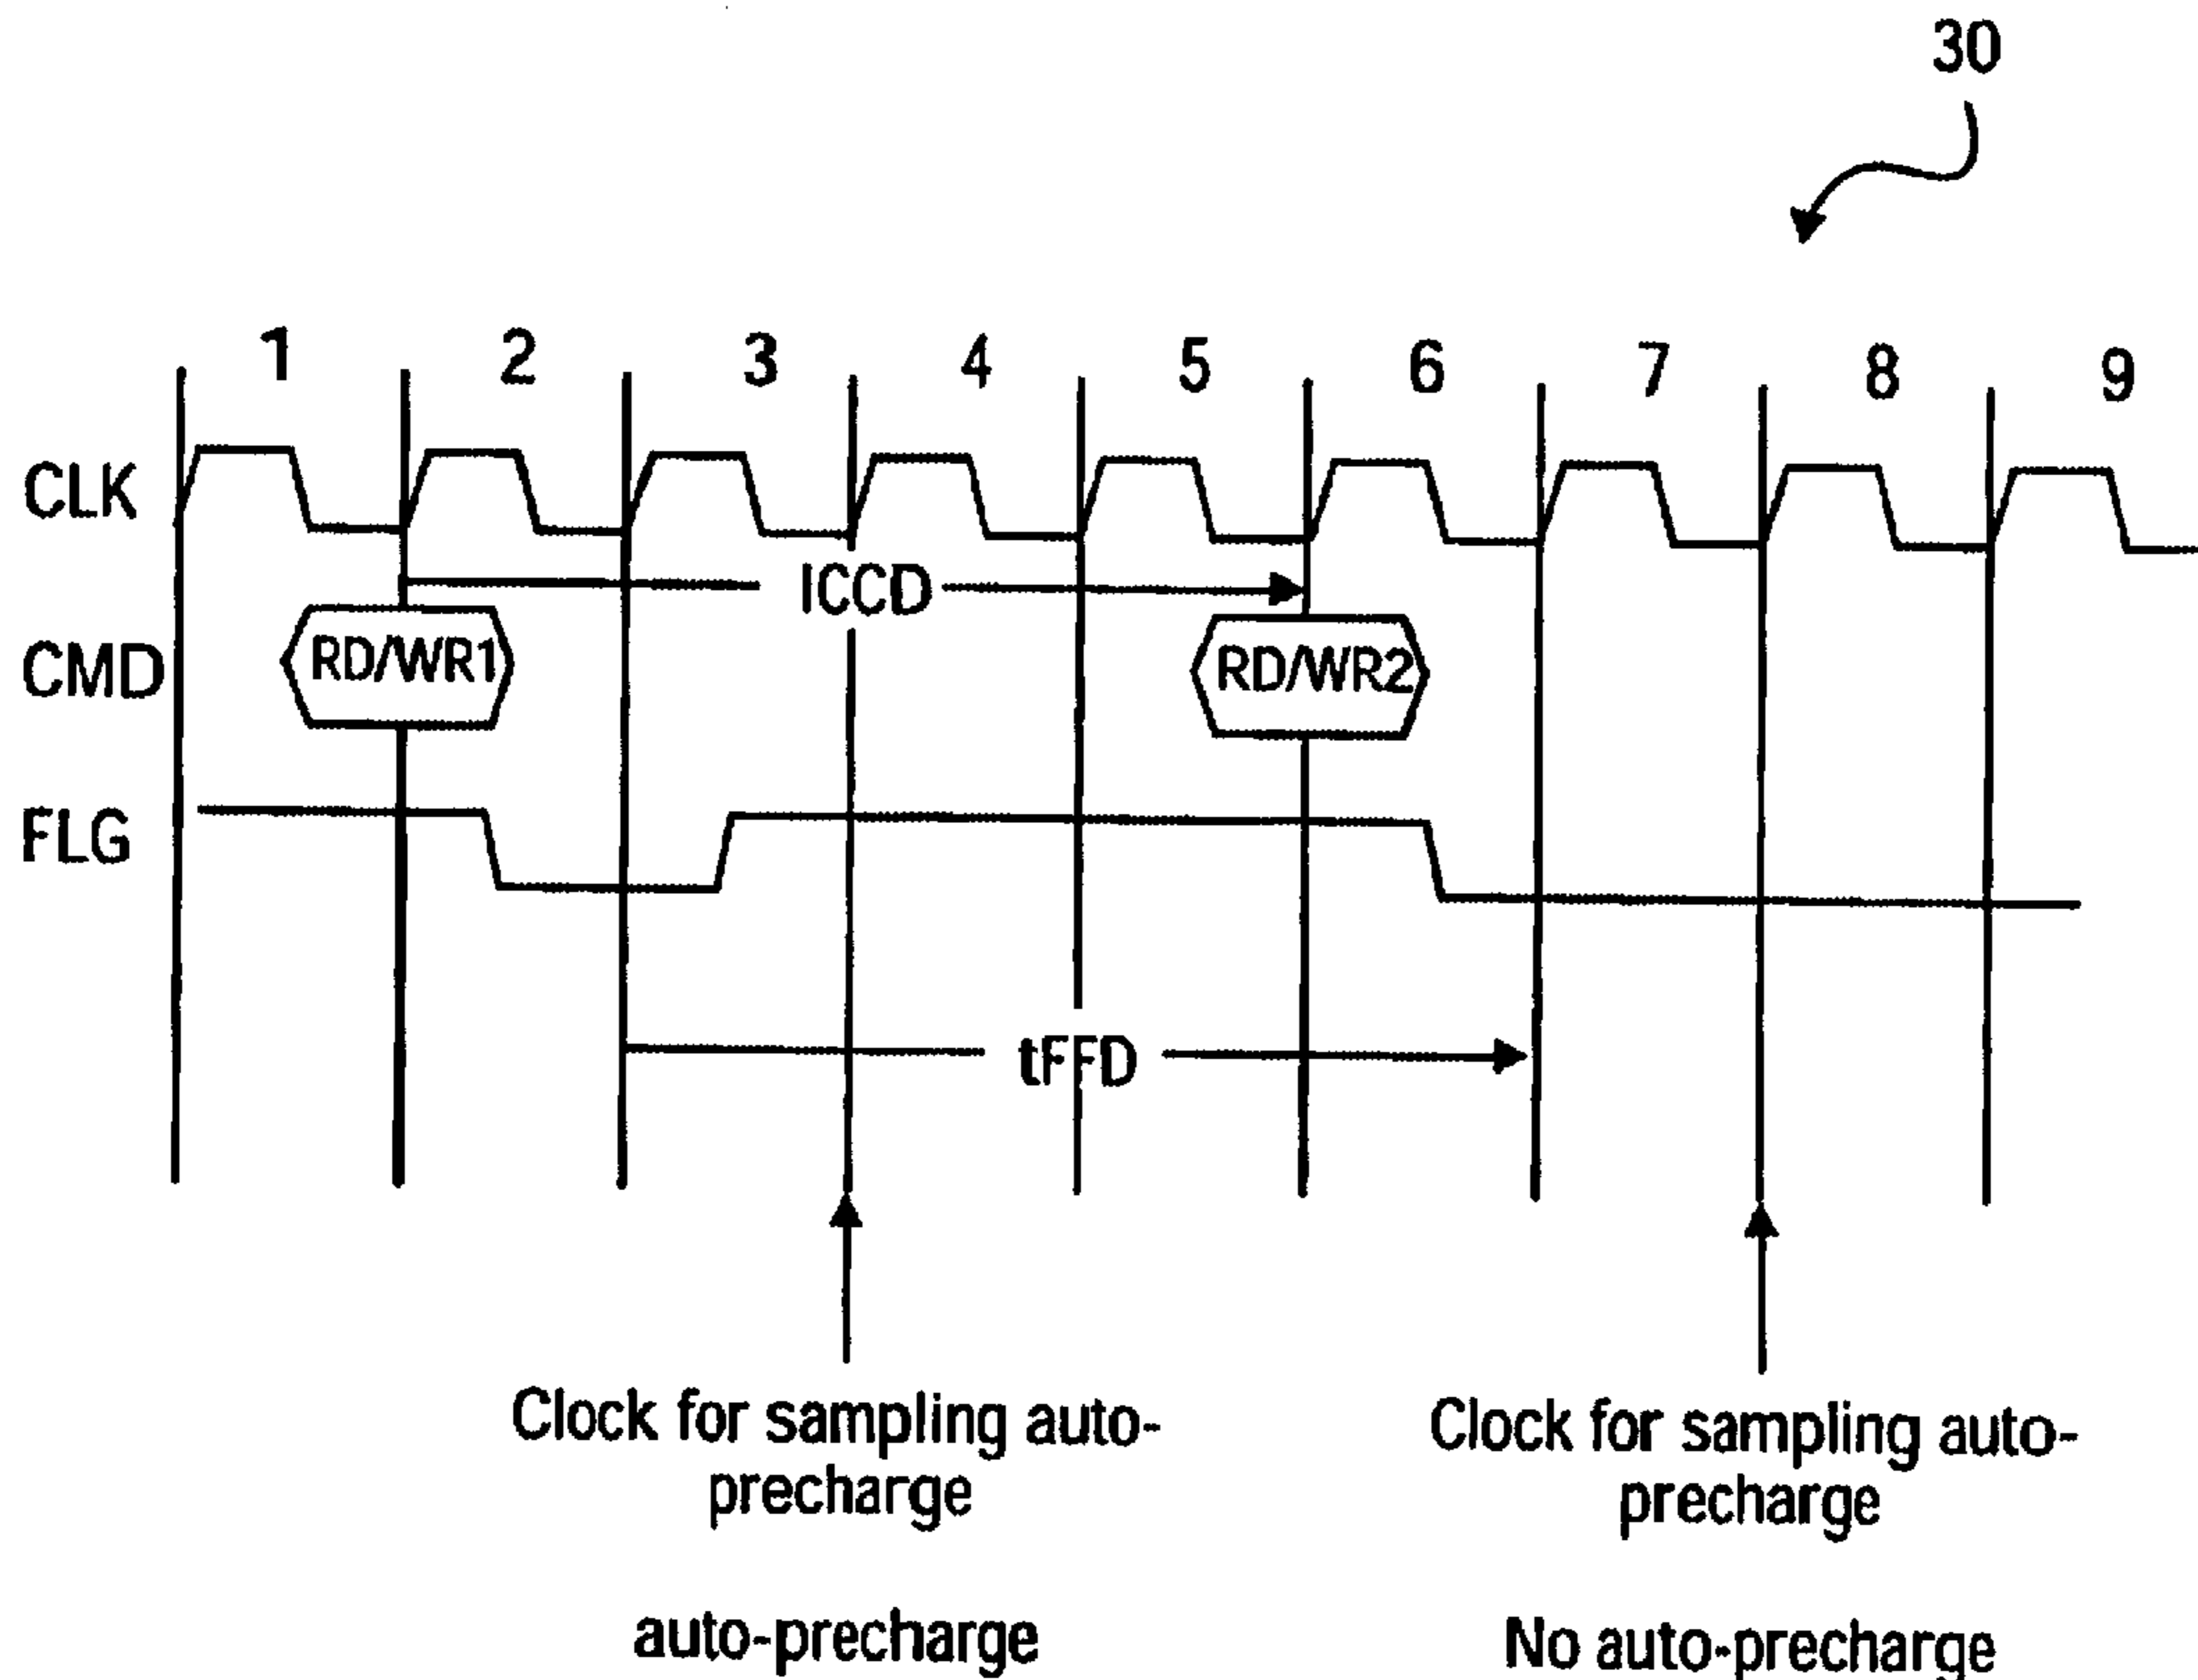 30
1 2 3 4 5 6 7 8 9
CLK
ICCD
CMD RD/WR1 RD/WR2
FLG
tFFD
Clock for sampling auto-
precharge
Clock for sampling auto-
precharge
auto-precharge
No auto-precharge